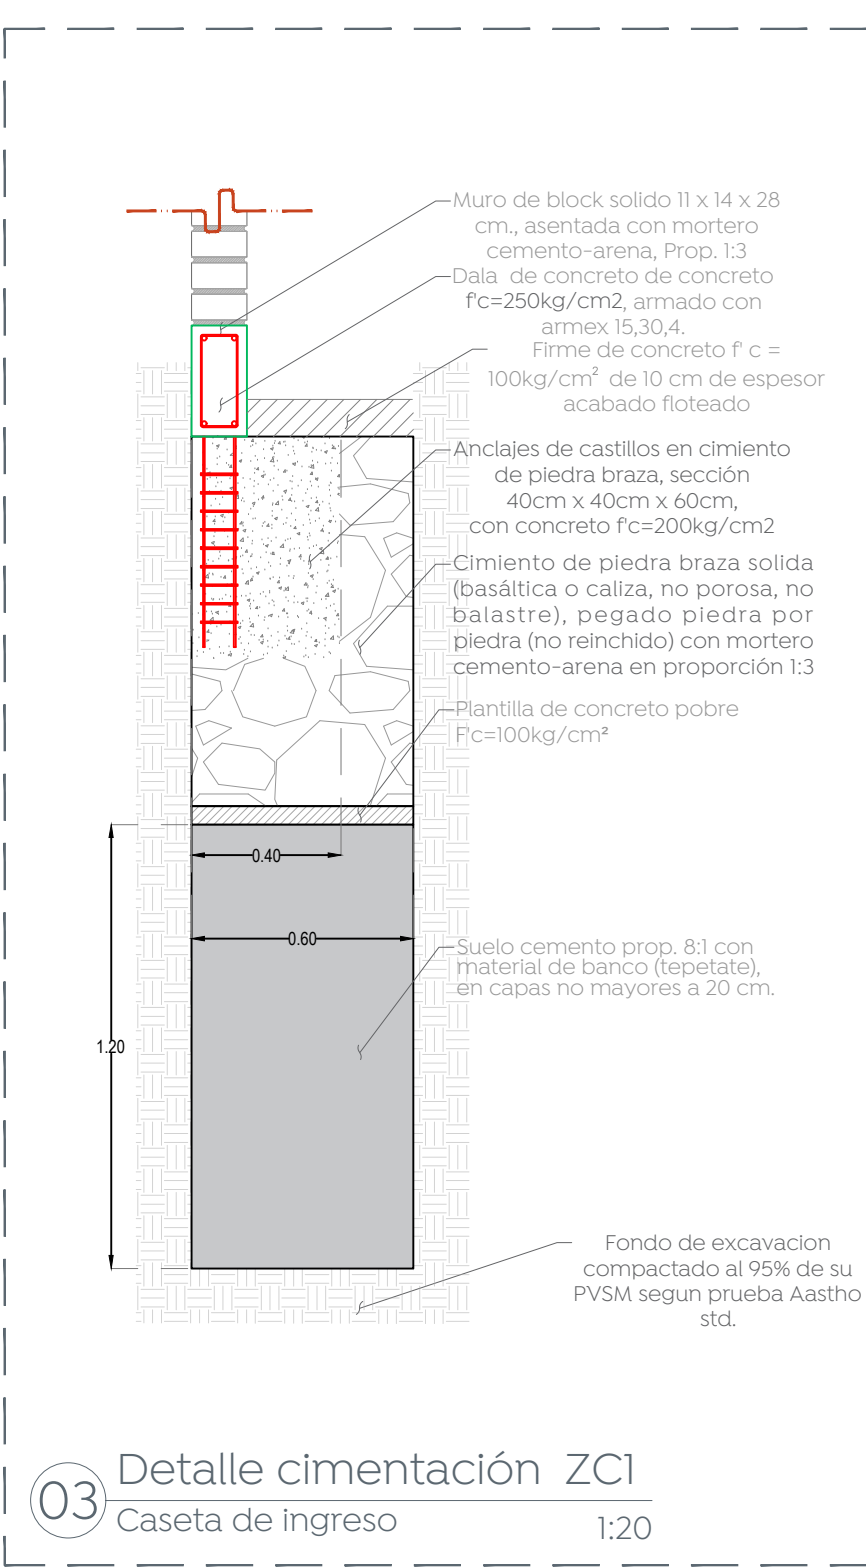 Muro de block solido 11 x 14 x 28
cm., asentada con mortero
cemento-arena, Prop. 1:3
Dala de concreto de concreto
f'c=250kg/cm2, armado con
armex 15,30,4.
Firme de concreto f' c =
100kg/cm² de 10 cm de espesor
acabado floteado
Anclajes de castillos en cimiento
de piedra braza, sección
40cm x 40cm x 60cm,
con concreto f'c=200kg/cm2
Cimiento de piedra braza solida
(basáltica o caliza, no porosa, no
balastre), pegado piedra por
piedra (no reinchido) con mortero
cemento-arena en proporción 1:3
Plantilla de concreto pobre
F'c=100kg/cm²
0.40
0.60
Suelo cemento prop. 8:1 con
material de banco (tepetate),
en capas no mayores a 20 cm.
1.20
Fondo de excavacion
compactado al 95% de su
PVSM segun prueba Aastho
std.
03
Detalle cimentación ZC1
Caseta de ingreso
1:20